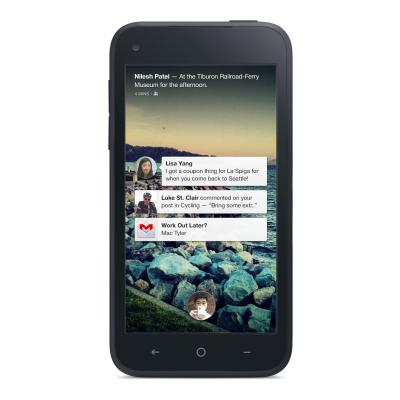 Nilesh Patel — At the Tiburon Railroad-Ferry
Museum for the afternoon.
4 MINS •
Lisa Yang
I got a coupon thing for La Spiga for
when you come back to Seattle!
Luke St. Clair commented on your
post in Cycling — “Bring some extr..”
Work Out Later?
Mac Tyler